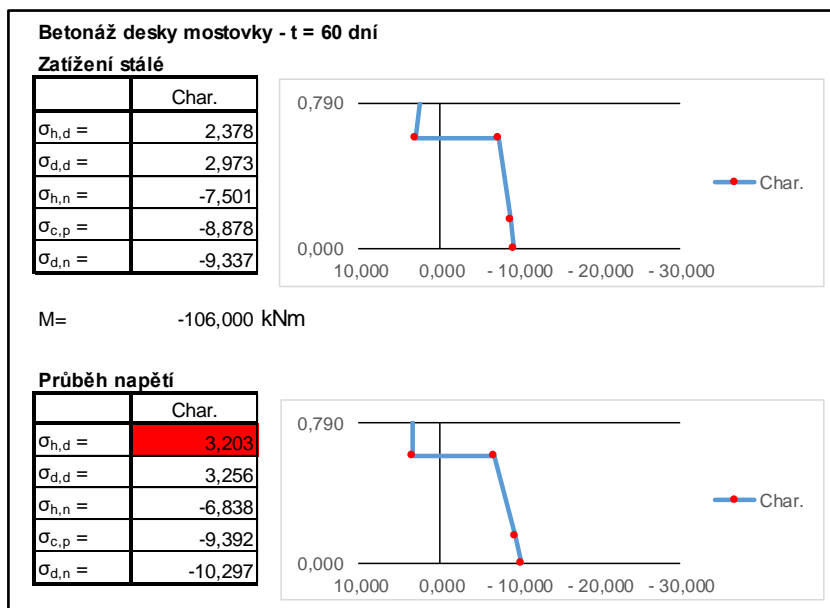 Betonáž desky mostovky - t = 60 dní
Zatížení stálé
Char.
σh,d = 2,378
σd,d = 2,973
σh,n = -7,501
σc,p = -8,878
σd,n = -9,337
0,790
0,000
10,000 0,000 - 10,000 - 20,000 - 30,000
Char.
M= -106,000 kNm
Průběh napětí
Char.
σh,d = 3,203
σd,d = 3,256
σh,n = -6,838
σc,p = -9,392
σd,n = -10,297
0,790
0,000
10,000 0,000 - 10,000 - 20,000 - 30,000
Char.